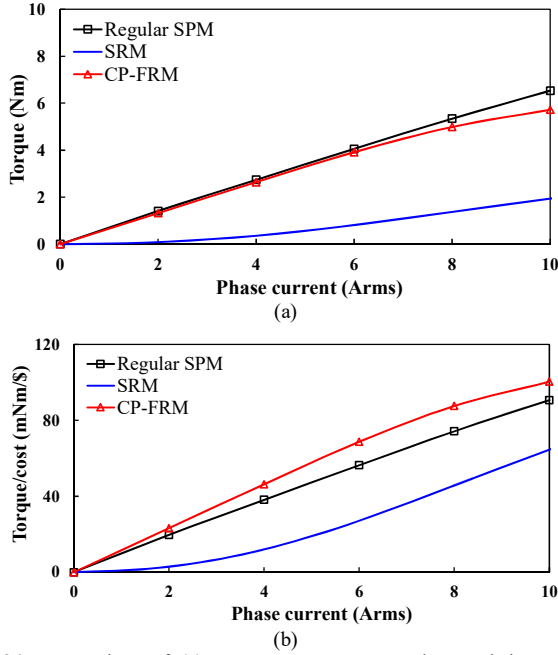 10
8
6
4
2
0
Torque (Nm)
Regular SPM
SRM
CP-FRM
0 2 4 6 8 10
Phase current (Arms)
(a)
120
80
40
0
Torque/cost (mNm/$)
Regular SPM
SRM
CP-FRM
0 2 4 6 8 10
Phase current (Arms)
(b)